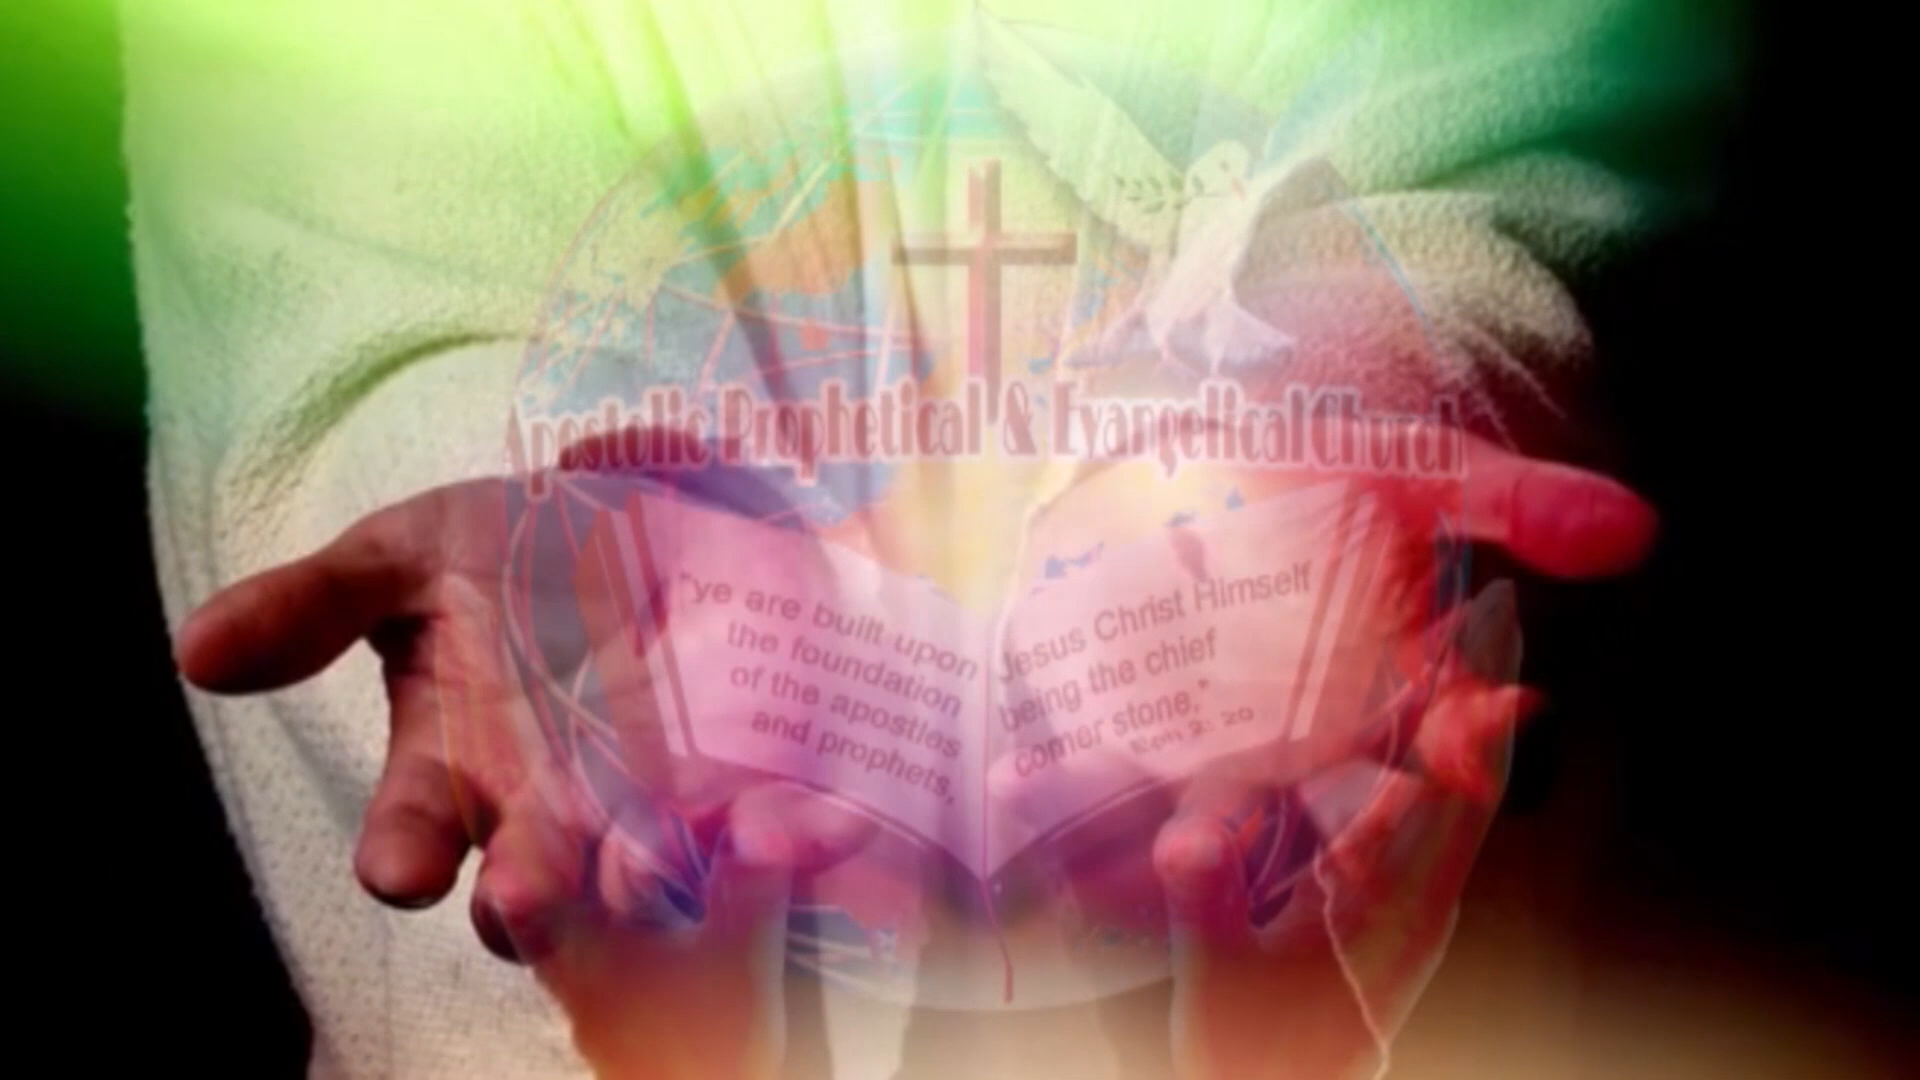 Apostolic Prophetical & Evangelical Church
"ye are built upon
the foundation
of the apostles
and prophets,
Jesus Christ Himself
being the chief
corner stone,"
2: 20